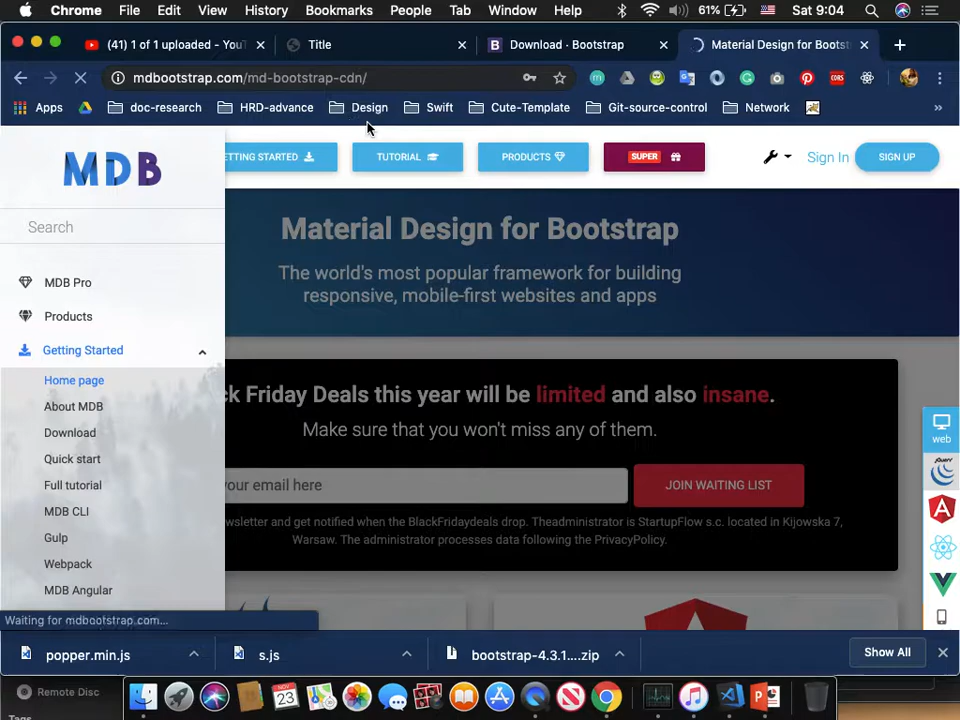 Chrome File Edit View History Bookmarks People Tab Window Help 61% Sat 9:04
(41) 1 of 1 uploaded - You
Title
Download · Bootstrap
Material Design for Bootst
mdbootstrap.com/md-bootstrap-cdn/
Apps doc-research HRD-advance Design Swift Cute-Template Git-source-control Network »
MDB
GETTING STARTED TUTORIAL PRODUCTS SUPER Sign In SIGN UP
Search
MDB Pro
Products
Getting Started
Home page
About MDB
Download
Quick start
Full tutorial
MDB CLI
Gulp
Webpack
MDB Angular
Material Design for Bootstrap
The world's most popular framework for building
responsive, mobile-first websites and apps
ck Friday Deals this year will be limited and also insane.
Make sure that you won't miss any of them.
your email here
JOIN WAITING LIST
wsletter and get notified when the BlackFridaydeals drop. Theadministrator is StartupFlow s.c. located in Kijowska 7,
Warsaw. The administrator processes data following the PrivacyPolicy.
web
jQuery
Waiting for mdbootstrap.com...
popper.min.js
s.js
bootstrap-4.3.1....zip
Show All
Remote Disc
Tags
NOV
23